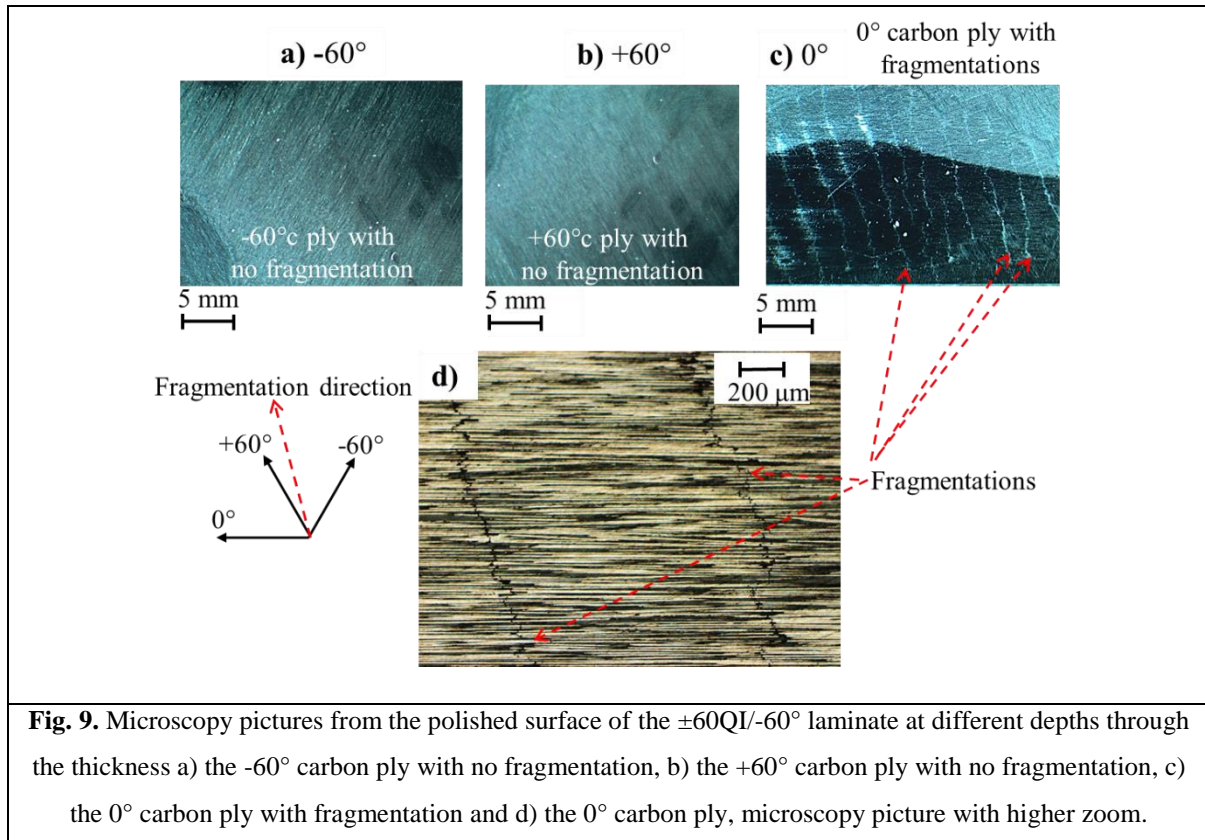 a) -60°
b) +60°
c) 0°
0° carbon ply with
fragmentations
-60°c ply with
no fragmentation
+60°c ply with
no fragmentation
5 mm
5 mm
5 mm
Fragmentation direction
+60°
-60°
0°
d)
200 µm
Fragmentations
Fig. 9. Microscopy pictures from the polished surface of the ±60QI/-60° laminate at different depths through
the thickness a) the -60° carbon ply with no fragmentation, b) the +60° carbon ply with no fragmentation, c)
the 0° carbon ply with fragmentation and d) the 0° carbon ply, microscopy picture with higher zoom.